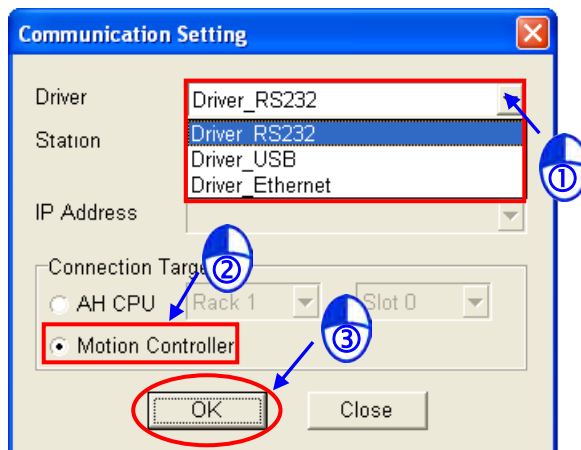 Communication Setting
Driver
Driver_RS232
Station
Driver_RS232
Driver_USB
Driver_Ethernet
①
IP Address
Connection Targe
②
AH CPU
Rack 1
Slot 0
Motion Controller
③
OK
Close